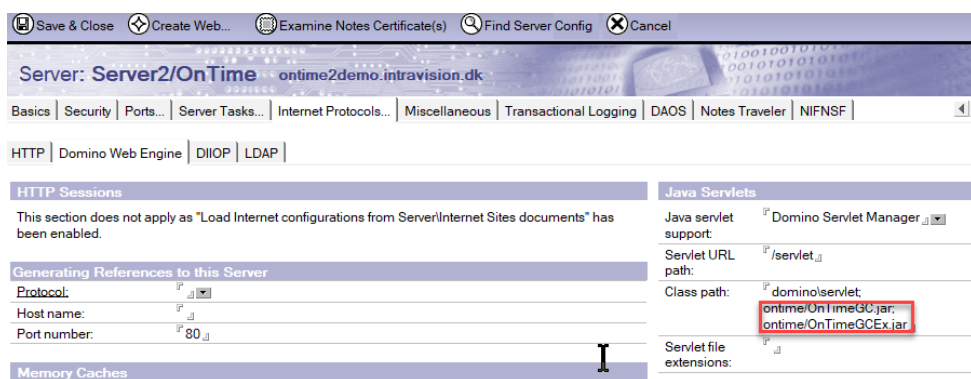 Save & Close Create Web... Examine Notes Certificate(s) Find Server Config Cancel
Server: Server2/OnTime ontime2demo.intravision.dk
Basics Security Ports... Server Tasks... Internet Protocols... Miscellaneous Transactional Logging DAOS Notes Traveler NIFNSF
HTTP Domino Web Engine DIIOP LDAP
HTTP Sessions
This section does not apply as "Load Internet configurations from Server\Internet Sites documents" has
been enabled.
Generating References to this Server
Protocol:
Host name:
Port number: 80
Memory Caches
Java Servlets
Java servlet Domino Servlet Manager
support:
Servlet URL /servlet
path:
Class path: domino\servlet;
ontime/OnTimeGC.jar;
ontime/OnTimeGCEx.jar
Servlet file
extensions: